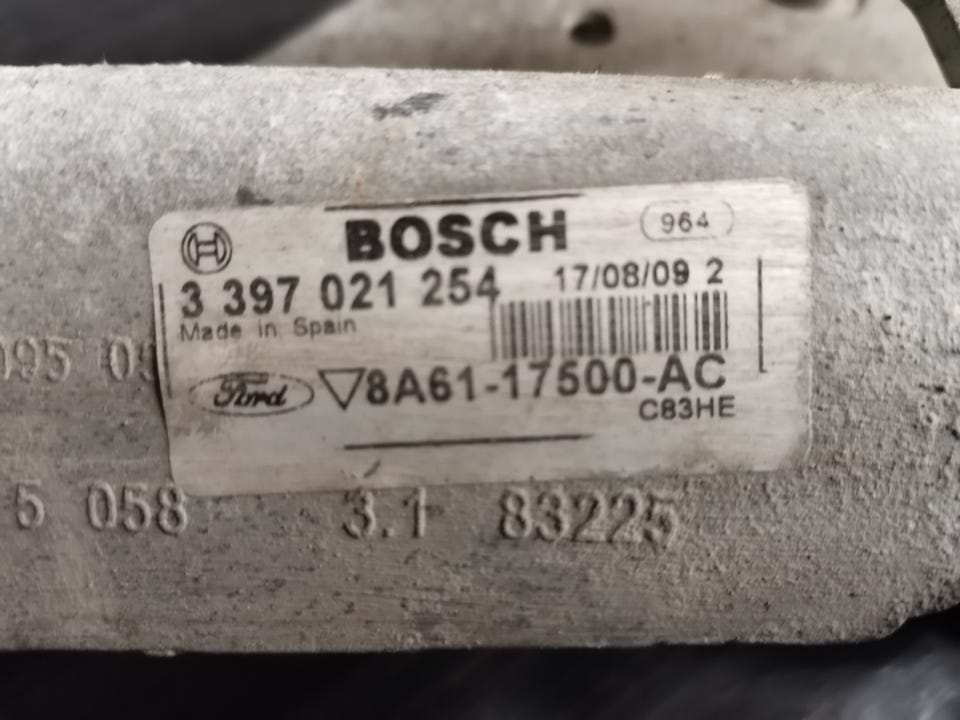 BOSCH 964
3 397 021 254 17/08/09 2
Made in Spain
Ford ▽8A61-17500-AC
C83HE
5 058 3.1 83225